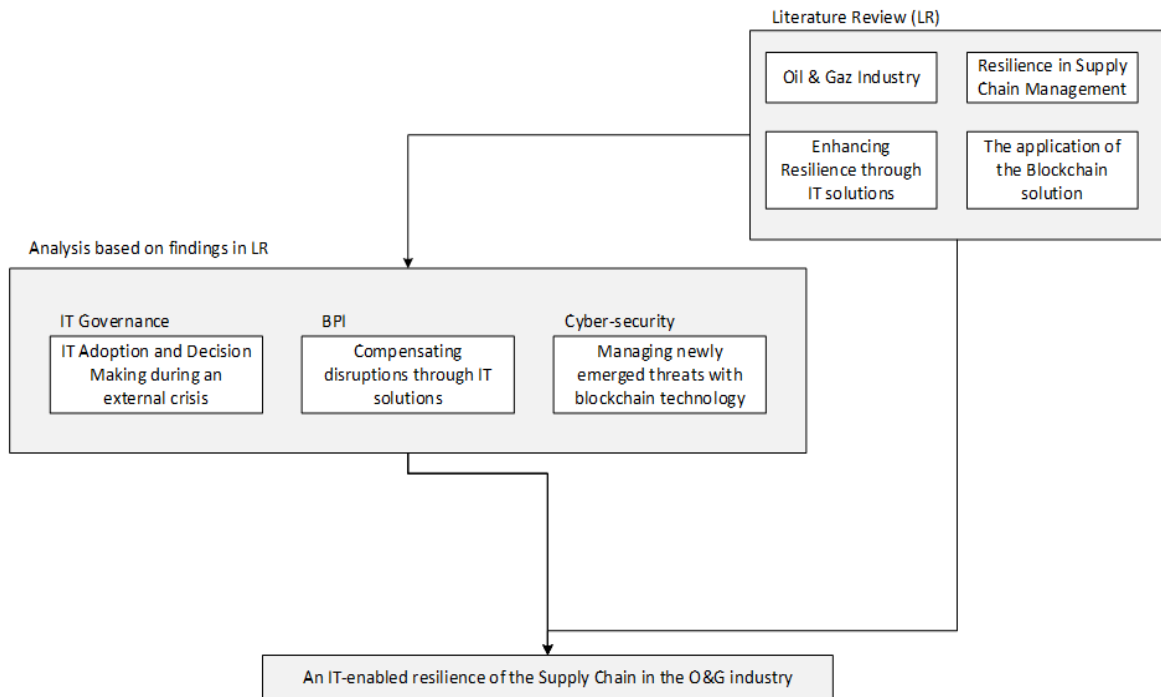 Literature Review (LR)
Oil & Gaz Industry
Resilience in Supply
Chain Management
Enhancing
Resilience through
IT solutions
The application of
the Blockchain
solution
Analysis based on findings in LR
IT Governance
IT Adoption and Decision
Making during an
external crisis
BPI
Compensating
disruptions through IT
solutions
Cyber-security
Managing newly
emerged threats with
blockchain technology
An IT-enabled resilience of the Supply Chain in the O&G industry